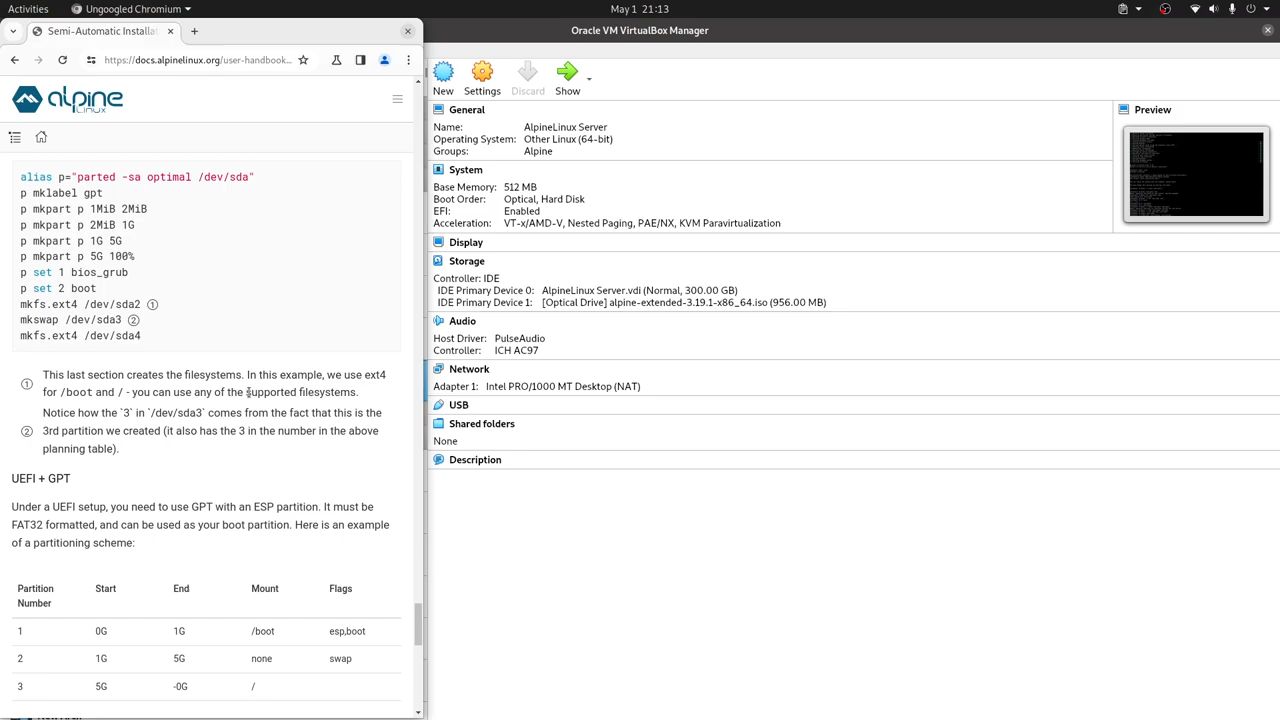 Activities
Ungoogled Chromium
May 1 21:13
Semi-Automatic Installa
https://docs.alpinelinux.org/user-handbook...
alpine
LINUX
alias p="parted -sa optimal /dev/sda"
p mklabel gpt
p mkpart p 1MiB 2MiB
p mkpart p 2MiB 1G
p mkpart p 1G 5G
p mkpart p 5G 100%
p set 1 bios_grub
p set 2 boot
mkfs.ext4 /dev/sda2 ①
mkswap /dev/sda3 ②
mkfs.ext4 /dev/sda4
① This last section creates the filesystems. In this example, we use ext4
for /boot and / - you can use any of the supported filesystems.
② Notice how the `3` in `/dev/sda3` comes from the fact that this is the
3rd partition we created (it also has the 3 in the number in the above
planning table).
UEFI + GPT
Under a UEFI setup, you need to use GPT with an ESP partition. It must be
FAT32 formatted, and can be used as your boot partition. Here is an example
of a partitioning scheme:
Partition Number Start End Mount Flags
1 0G 1G /boot esp,boot
2 1G 5G none swap
3 5G -0G /
Oracle VM VirtualBox Manager
New Settings Discard Show
General
Name: AlpineLinux Server
Operating System: Other Linux (64-bit)
Groups: Alpine
System
Base Memory: 512 MB
Boot Order: Optical, Hard Disk
EFI: Enabled
Acceleration: VT-x/AMD-V, Nested Paging, PAE/NX, KVM Paravirtualization
Display
Storage
Controller: IDE
IDE Primary Device 0: AlpineLinux Server.vdi (Normal, 300.00 GB)
IDE Primary Device 1: [Optical Drive] alpine-extended-3.19.1-x86_64.iso (956.00 MB)
Audio
Host Driver: PulseAudio
Controller: ICH AC97
Network
Adapter 1: Intel PRO/1000 MT Desktop (NAT)
USB
Shared folders
None
Description
Preview